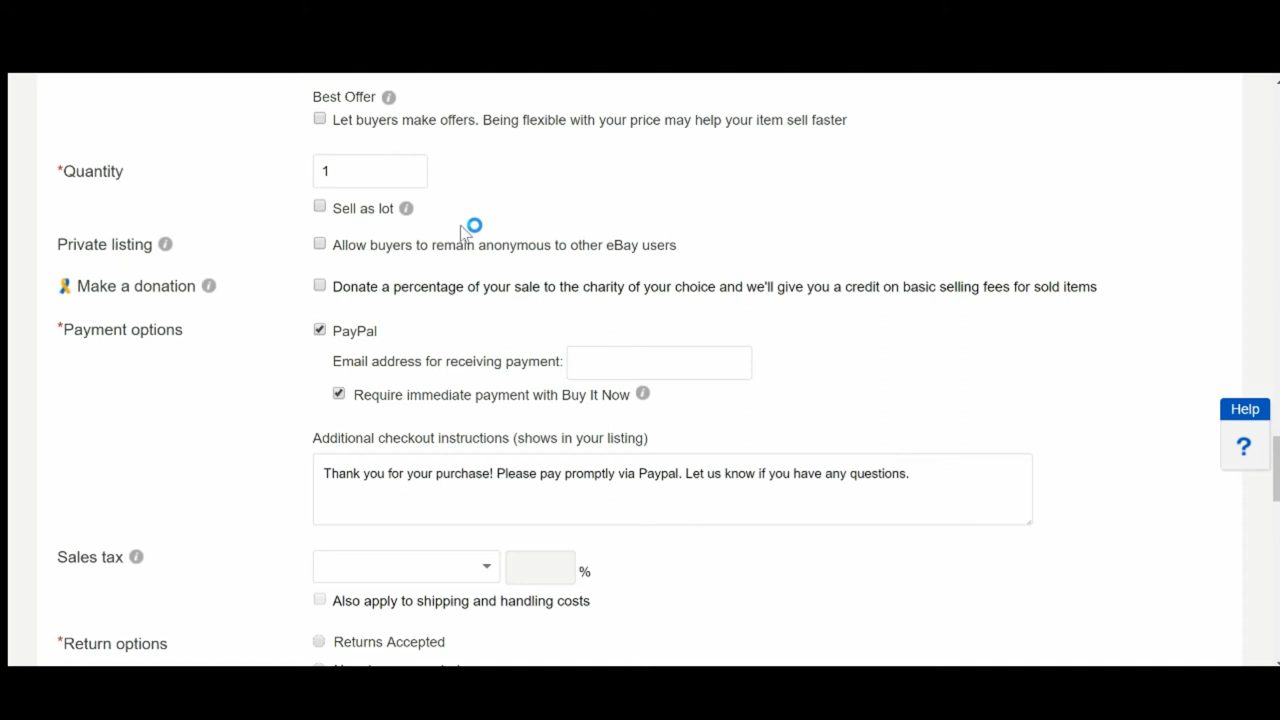 Best Offer
Let buyers make offers. Being flexible with your price may help your item sell faster
*Quantity
1
Sell as lot
Private listing
Allow buyers to remain anonymous to other eBay users
Make a donation
Donate a percentage of your sale to the charity of your choice and we'll give you a credit on basic selling fees for sold items
*Payment options
PayPal
Email address for receiving payment:
Require immediate payment with Buy It Now
Help
?
Additional checkout instructions (shows in your listing)
Thank you for your purchase! Please pay promptly via Paypal. Let us know if you have any questions.
Sales tax
%
Also apply to shipping and handling costs
*Return options
Returns Accepted